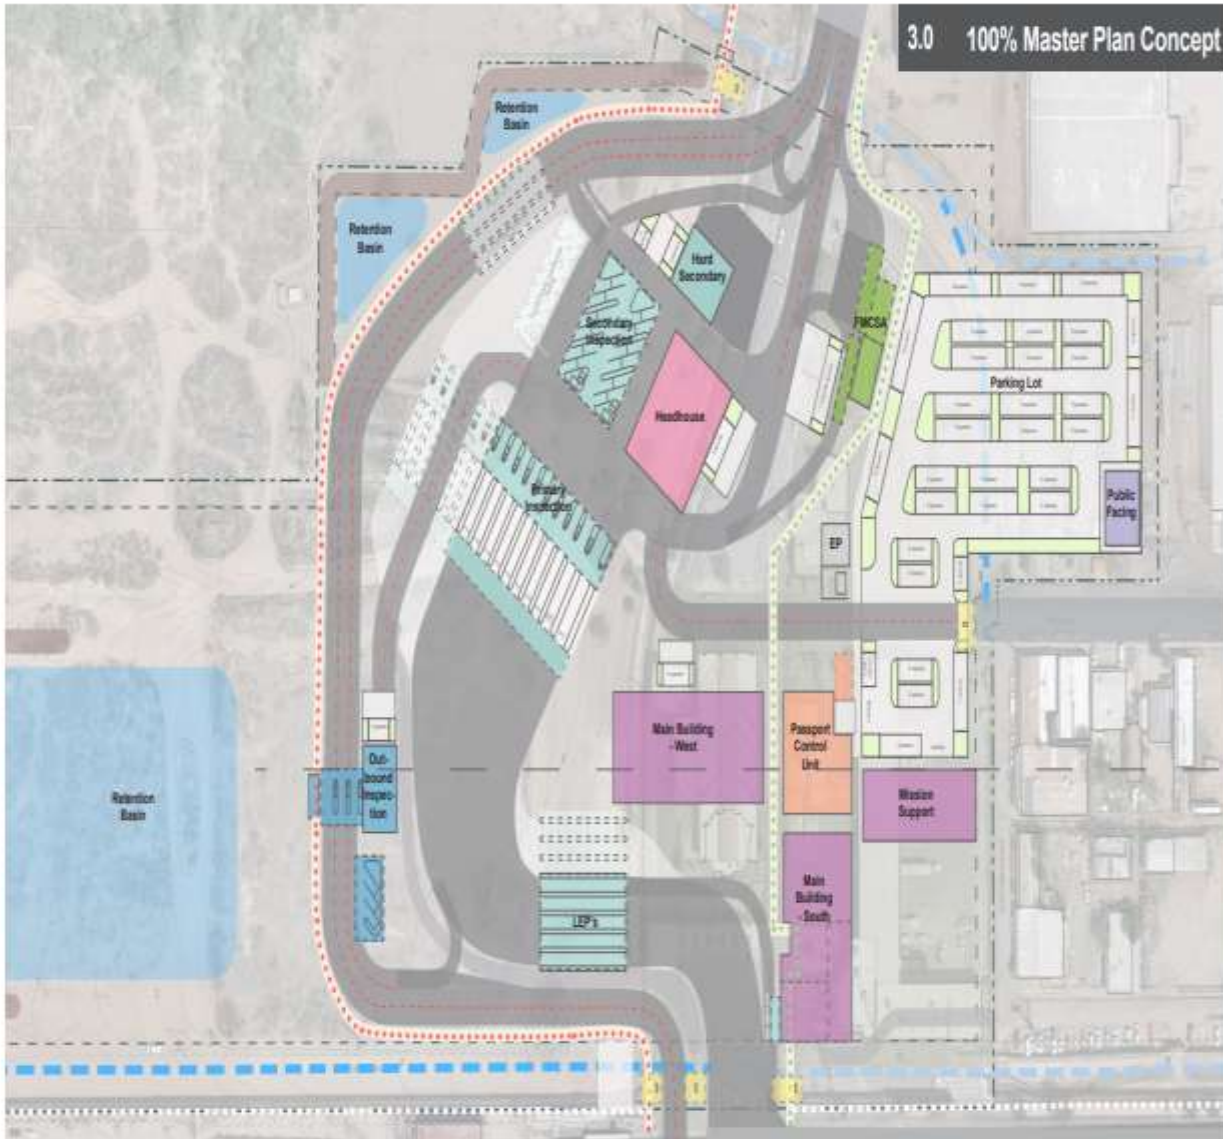 3.0 100% Master Plan Concept
Retention
Basin
Retention
Basin
Hard
Secondary
Secondary
Inspection
FMCSA
Parking Lot
Headhouse
Primary
Inspection
Public
Facing
EP
Main Building
- West
Passport
Control
Unit
Out-
bound
Inspec-
tion
Mission
Support
Retention
Basin
Main
Building
- South
LEP's